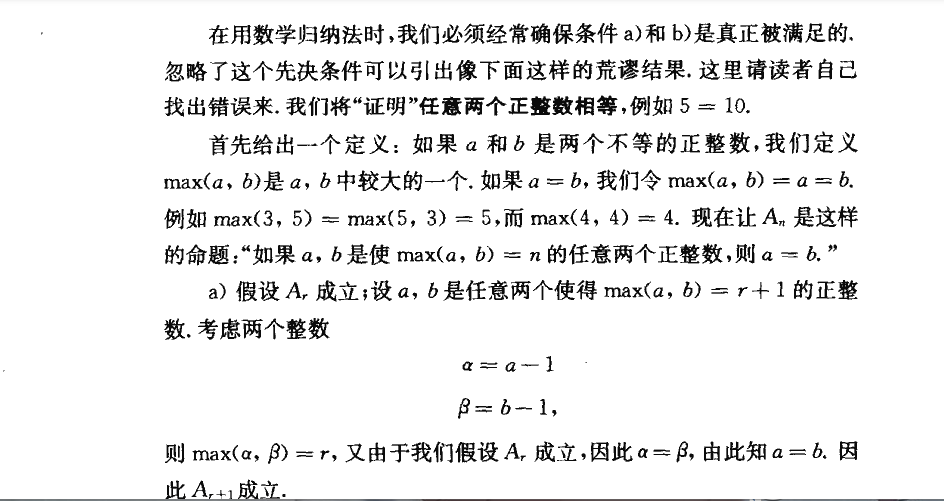 在用数学归纳法时,我们必须经常确保条件 a)和 b)是真正被满足的.
忽略了这个先决条件可以引出像下面这样的荒谬结果. 这里请读者自己
找出错误来. 我们将“证明”任意两个正整数相等,例如 5 = 10.
首先给出一个定义: 如果 a 和 b 是两个不等的正整数, 我们定义
max(a, b)是 a, b 中较大的一个. 如果 a = b, 我们令 max(a, b) = a = b.
例如 max(3, 5) = max(5, 3) = 5,而 max(4, 4) = 4. 现在让 Aₙ 是这样
的命题:“如果 a, b 是使 max(a, b) = n 的任意两个正整数,则 a = b.”
a) 假设 Aᵣ 成立;设 a, b 是任意两个使得 max(a, b) = r + 1 的正整
数. 考虑两个整数
α = a − 1
β = b − 1,
则 max(α, β) = r, 又由于我们假设 Aᵣ 成立,因此 α = β, 由此知 a = b. 因
此 Aᵣ₊₁成立.